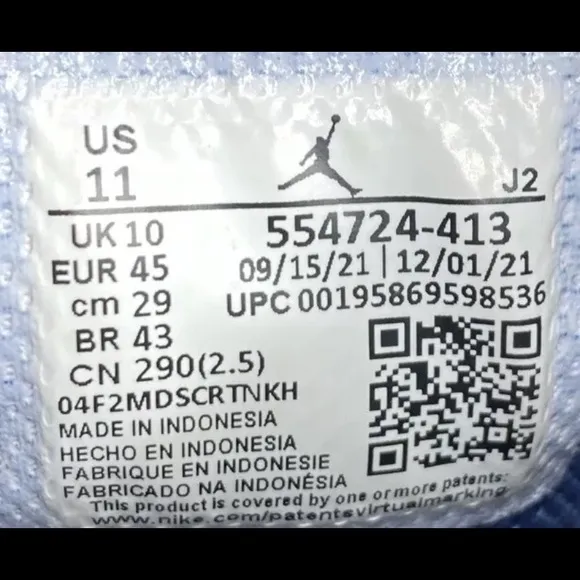 US
11
J2
UK 10
554724-413
EUR 45
09/15/21 | 12/01/21
cm 29
UPC 00195869598536
BR 43
CN 290(2.5)
04F2MDSCRTNKH
MADE IN INDONESIA
HECHO EN INDONESIA
FABRIQUE EN INDONESIE
FABRICADO NA INDONÉSIA
This product is covered by one or more patents:
www.nike.com/patentsvirtualmarking